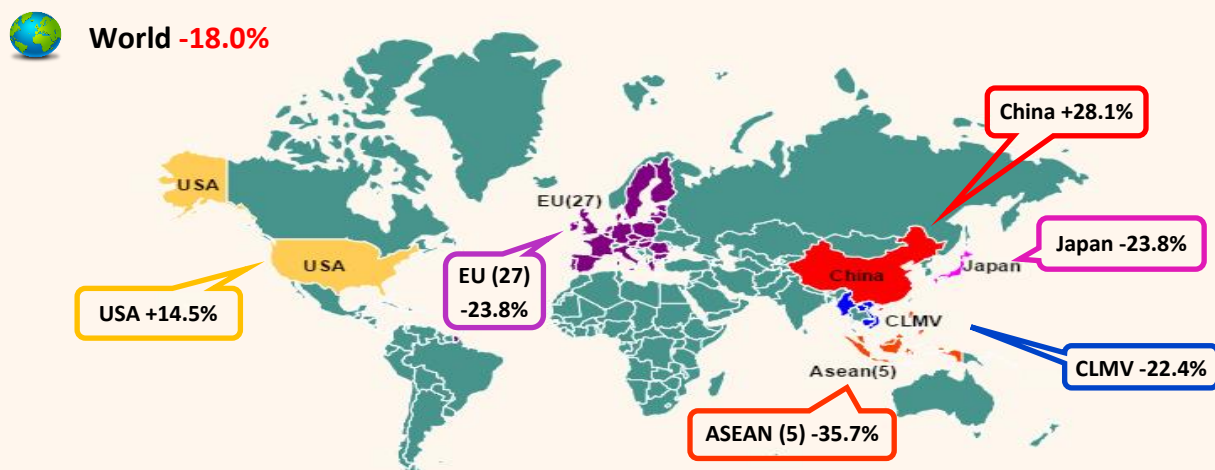 World -18.0%
China +28.1%
USA
EU(27)
Japan -23.8%
EU (27)
-23.8%
USA
China
Japan
USA +14.5%
CLMV
CLMV -22.4%
Asean(5)
ASEAN (5) -35.7%